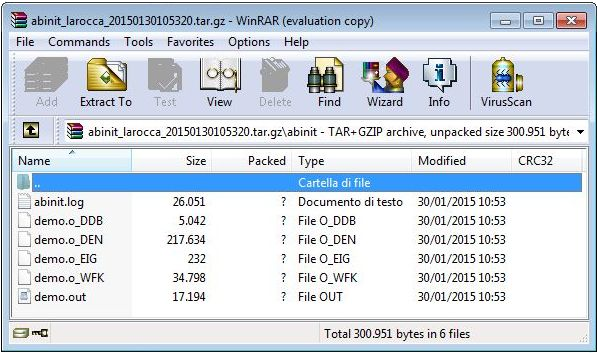 abinit_larocca_20150130105320.tar.gz - WinRAR (evaluation copy)
File Commands Tools Favorites Options Help
Add Extract To Test View Delete Find Wizard Info VirusScan
abinit_larocca_20150130105320.tar.gz\abinit - TAR+GZIP archive, unpacked size 300.951 byte
Name Size Packed Type Modified CRC32
.. Cartella di file
abinit.log 26.051 ? Documento di testo 30/01/2015 10:53
demo.o_DDB 5.042 ? File O_DDB 30/01/2015 10:53
demo.o_DEN 217.634 ? File O_DEN 30/01/2015 10:53
demo.o_EIG 232 ? File O_EIG 30/01/2015 10:53
demo.o_WFK 34.798 ? File O_WFK 30/01/2015 10:53
demo.out 17.194 ? File OUT 30/01/2015 10:53
Total 300.951 bytes in 6 files